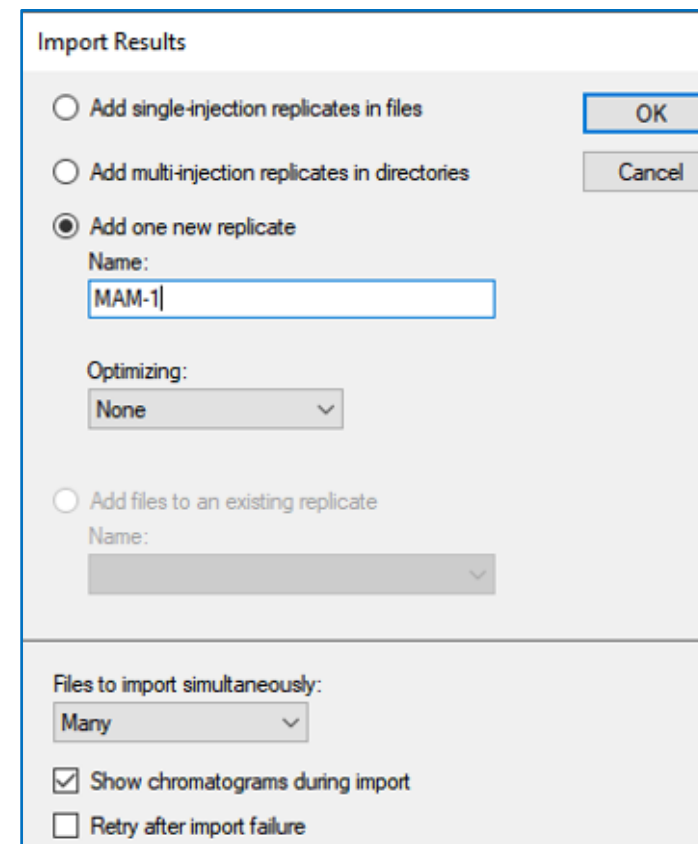 Import Results
Add single-injection replicates in files
OK
Add multi-injection replicates in directories
Cancel
Add one new replicate
Name:
MAM-1
Optimizing:
None
Add files to an existing replicate
Name:
Files to import simultaneously:
Many
Show chromatograms during import
Retry after import failure